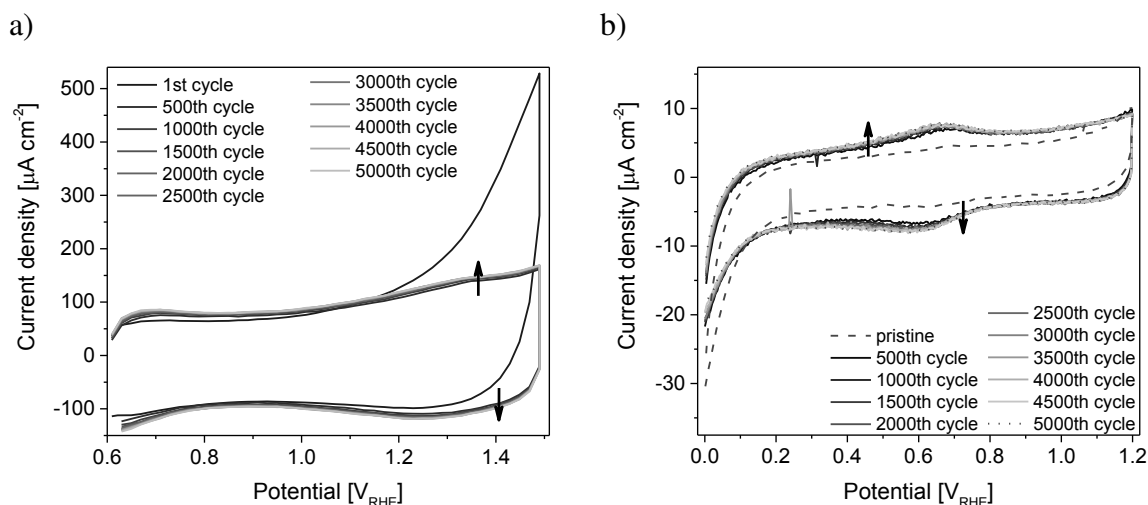 a)
500
400
300
200
100
0
-100
0.6 0.8 1.0 1.2 1.4
Current density [µA cm⁻²]
Potential [V_RHE]
1st cycle
500th cycle
1000th cycle
1500th cycle
2000th cycle
2500th cycle
3000th cycle
3500th cycle
4000th cycle
4500th cycle
5000th cycle
b)
20
10
0
-10
-20
-30
0.0 0.2 0.4 0.6 0.8 1.0 1.2
Current density [µA cm⁻²]
Potential [V_RHE]
pristine
500th cycle
1000th cycle
1500th cycle
2000th cycle
2500th cycle
3000th cycle
3500th cycle
4000th cycle
4500th cycle
5000th cycle